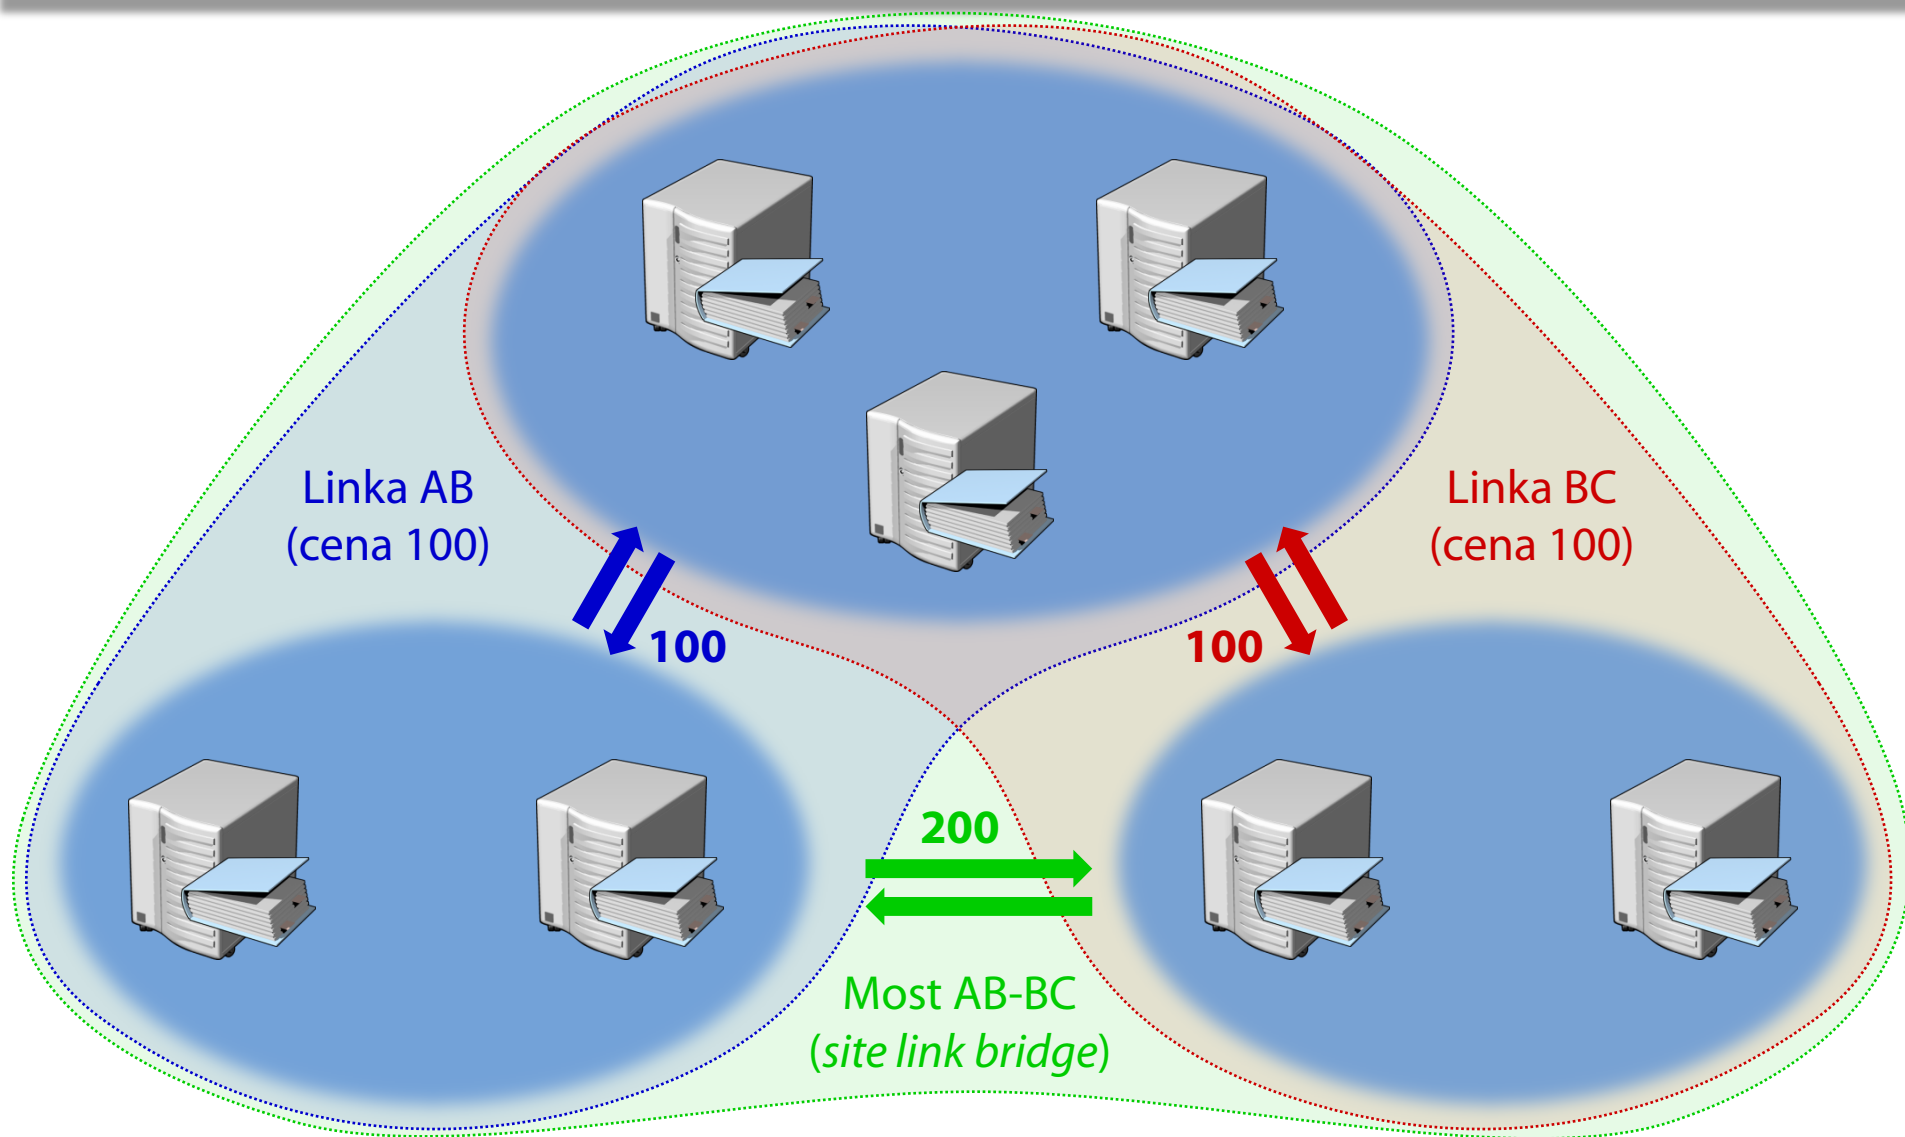 Linka AB
(cena 100)
Linka BC
(cena 100)
100
100
200
Most AB-BC
(site link bridge)